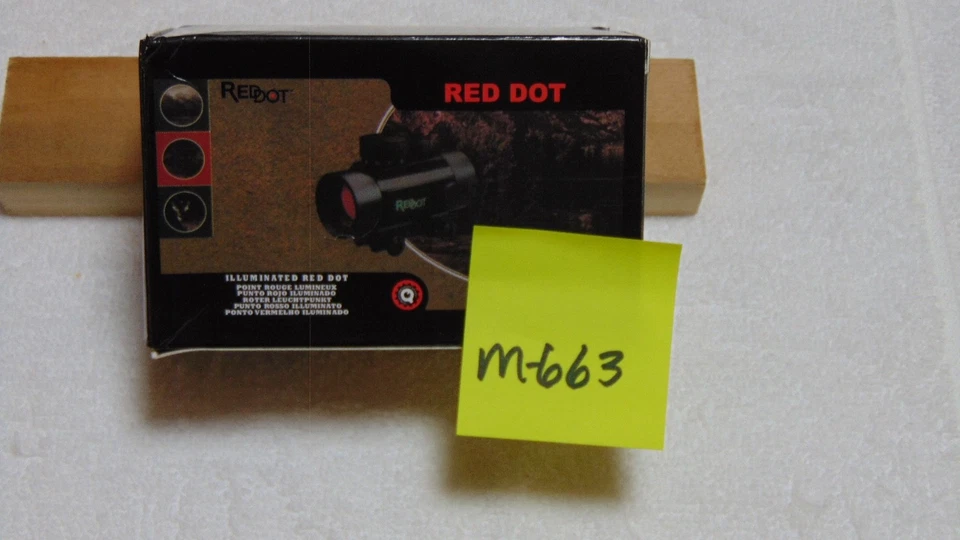 REDDOT
RED DOT
REDDOT
ILLUMINATED RED DOT
POINT ROUGE LUMINEUX
PUNTO ROJO ILUMINADO
ROTER LEUCHTPUNKT
PUNTO ROSSO ILLUMINATO
PONTO VERMELHO ILUMINADO
M-663